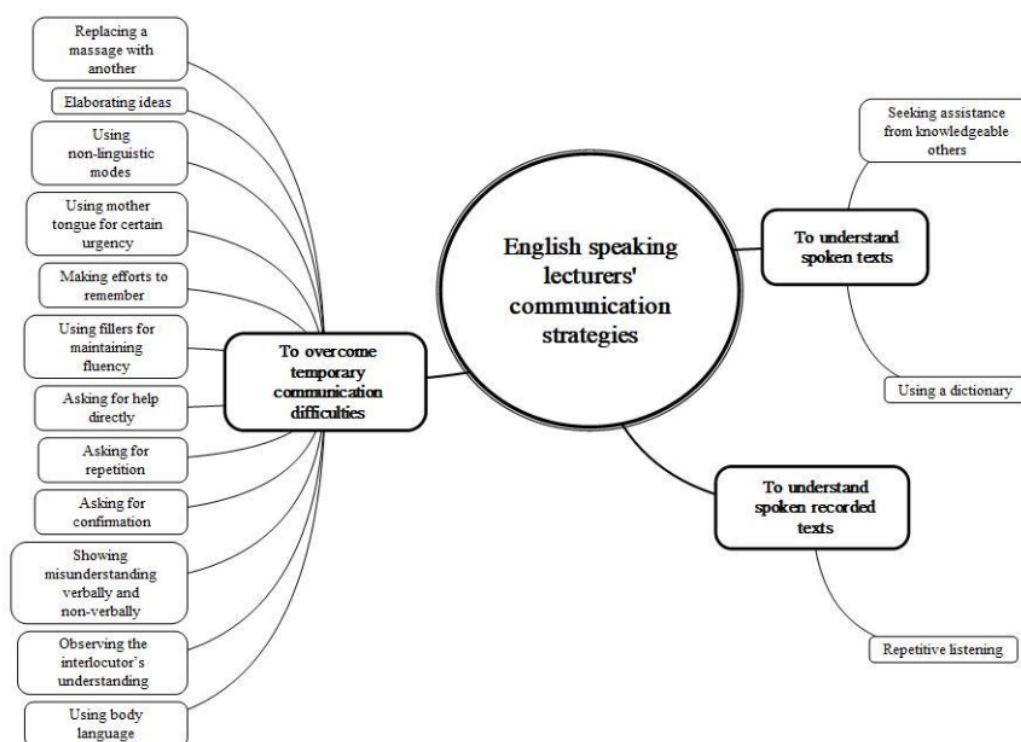 Replacing a
massage with
another
Elaborating ideas
Using
non-linguistic
modes
Using mother
tongue for certain
urgency
Making efforts to
remember
Using fillers for
maintaining
fluency
Asking for help
directly
Asking for
repetition
Asking for
confirmation
Showing
misunderstanding
verbally and
non-verbally
Observing the
interlocutor's
understanding
Using body
language
To overcome
temporary
communication
difficulties
English speaking
lecturers'
communication
strategies
Seeking assistance
from knowledgeable
others
To understand
spoken texts
Using a dictionary
To understand
spoken recorded
texts
Repetitive listening